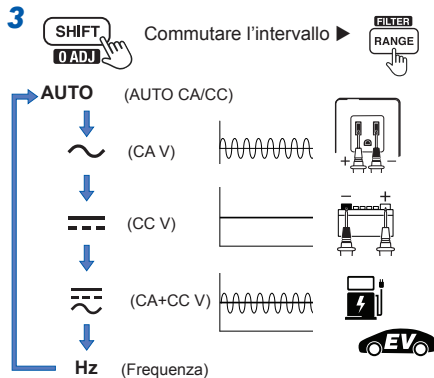 3
SHIFT
0 ADJ
Commutare l'intervallo ▶
FILTER
RANGE
AUTO (AUTO CA/CC)
(CA V)
+ −
(CC V)
− +
(CA+CC V)
EV
Hz (Frequenza)